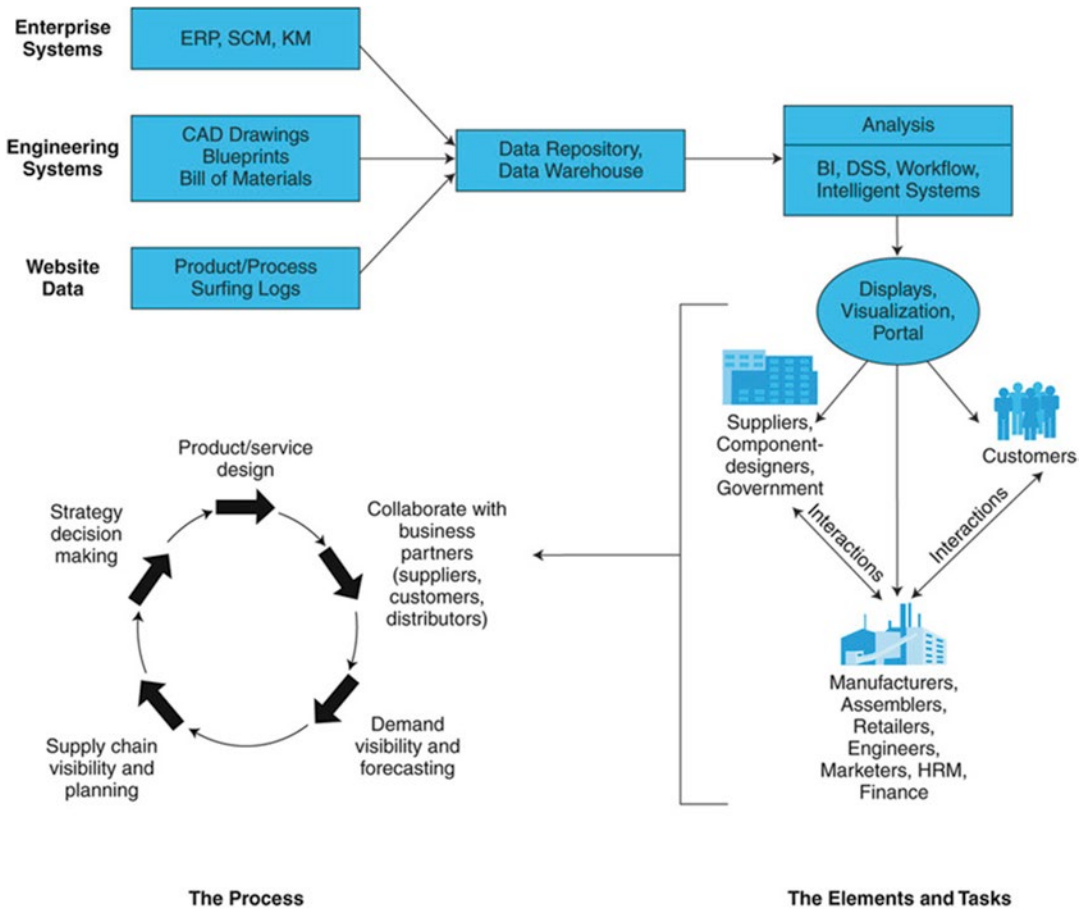 Enterprise
Systems
ERP, SCM, KM
Engineering
Systems
CAD Drawings
Blueprints
Bill of Materials
Website
Data
Product/Process
Surfing Logs
Data Repository,
Data Warehouse
Analysis
BI, DSS, Workflow,
Intelligent Systems
Displays,
Visualization,
Portal
Suppliers,
Component-
designers,
Government
Customers
Interactions
Interactions
Manufacturers,
Assemblers,
Retailers,
Engineers,
Marketers, HRM,
Finance
Product/service
design
Collaborate with
business
partners
(suppliers,
customers,
distributors)
Demand
visibility and
forecasting
Supply chain
visibility and
planning
Strategy
decision
making
The Process
The Elements and Tasks